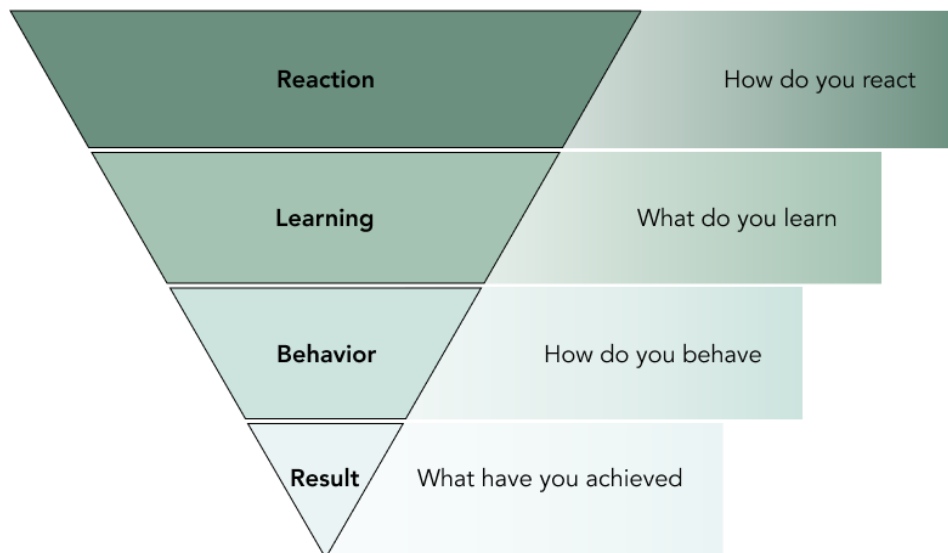 Reaction
How do you react
Learning
What do you learn
Behavior
How do you behave
Result
What have you achieved